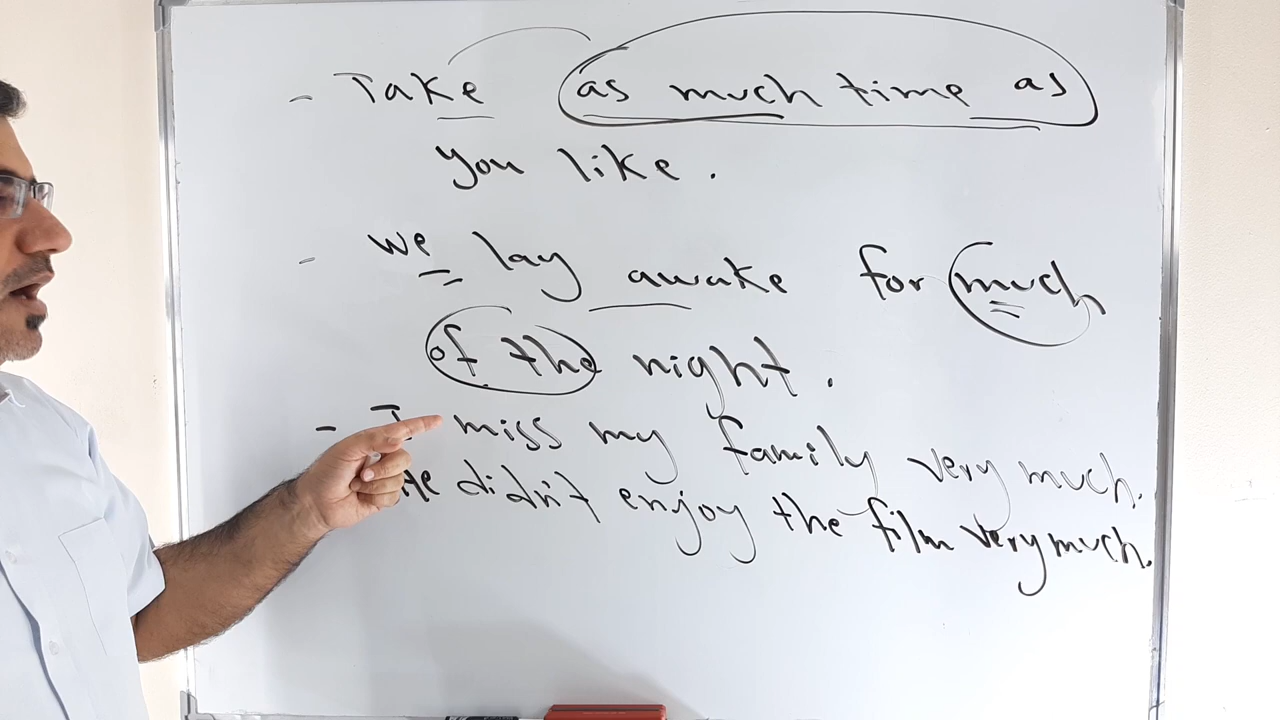 - Take as much time as
you like.
- we lay awake for much
of the night.
- I miss my family very much.
He didn't enjoy the film very much.